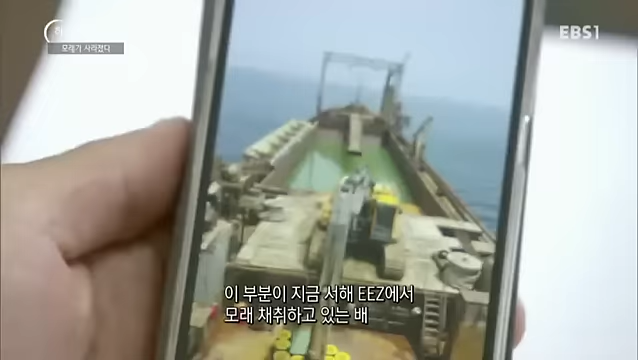 EBS1
모래가 사라졌다
이 부분이 지금 서해 EEZ에서
모래 채취하고 있는 배